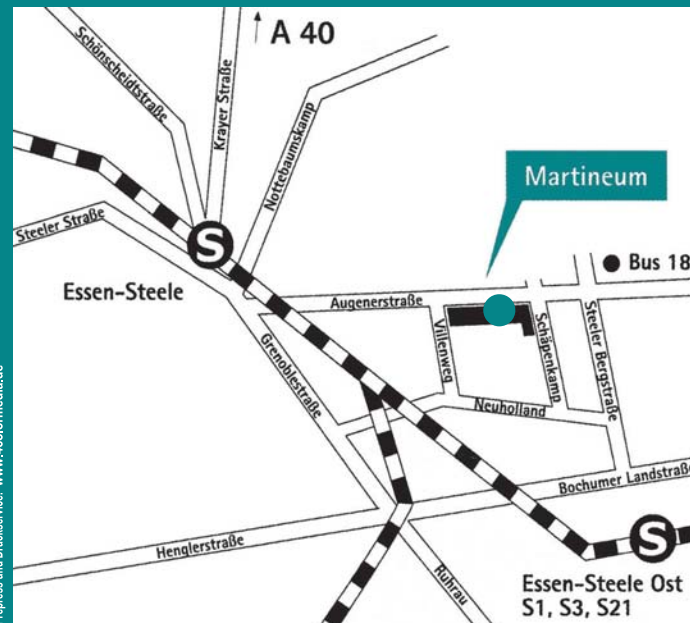 A 40
Schönscheidtstraße
Krayer Straße
Nottebaumskamp
Martineum
Steeler Straße
S
Bus 18
Essen-Steele
Augenerstraße
Villenweg
Schäpenkamp
Steeler Bergstraße
Grenoblestraße
Neuholland
Bochumer Landstraße
Henglerstraße
Ruhrau
S
Essen-Steele Ost
S1, S3, S21